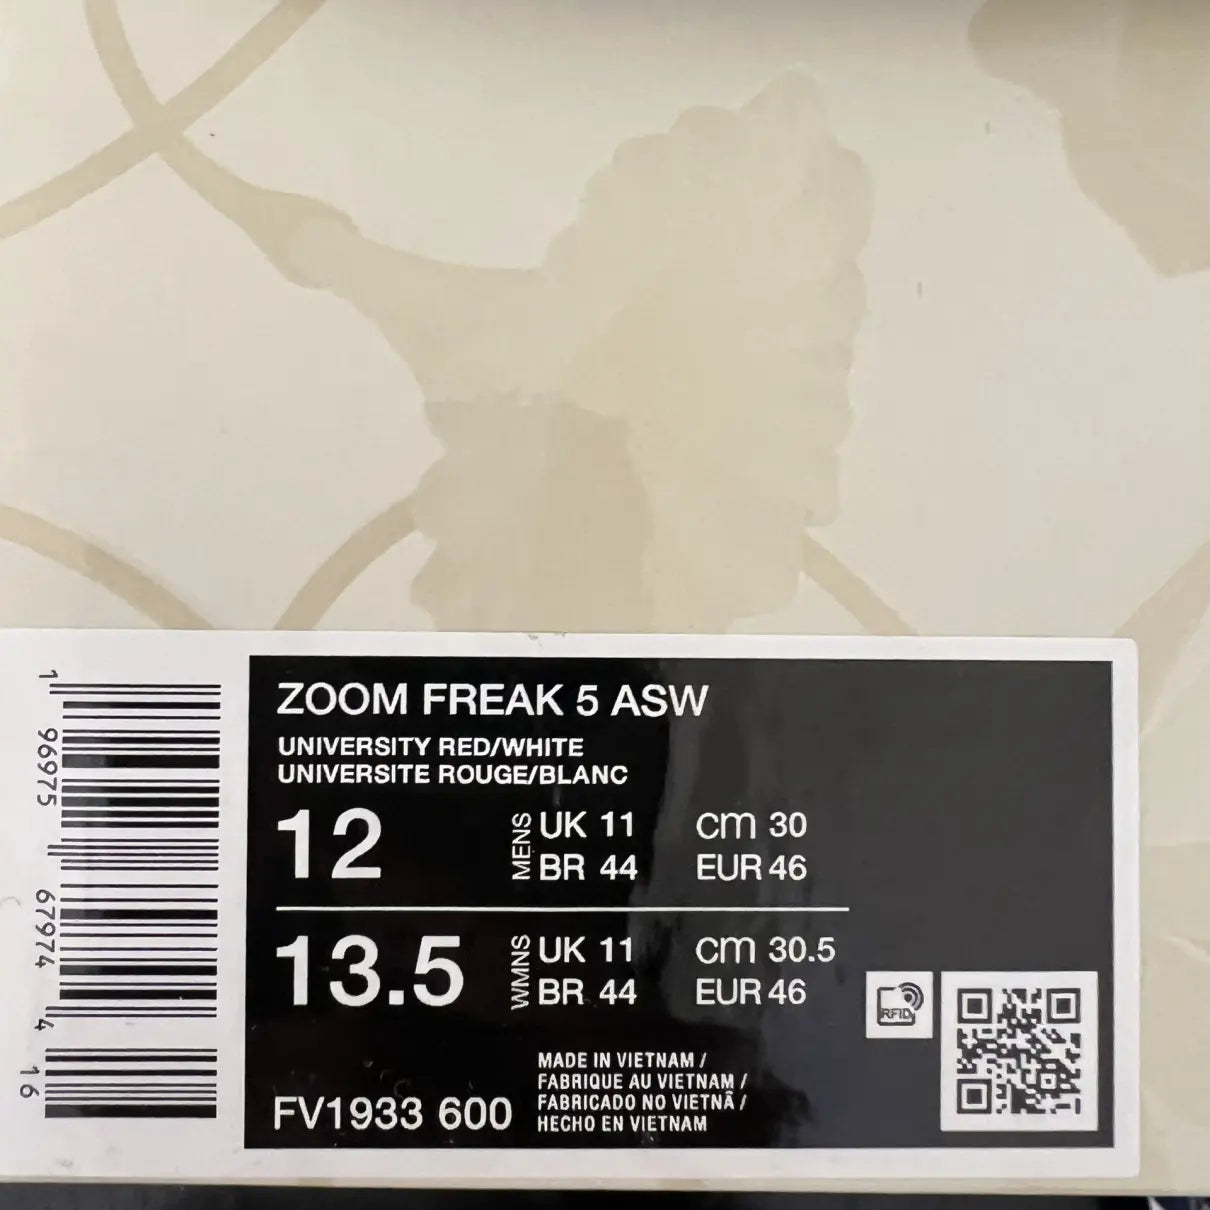 ZOOM FREAK 5 ASW
UNIVERSITY RED/WHITE
UNIVERSITE ROUGE/BLANC
12 MENS UK 11 cm 30
BR 44 EUR 46
13.5 WMNS UK 11 cm 30.5
BR 44 EUR 46
FV1933 600
MADE IN VIETNAM /
FABRIQUE AU VIETNAM /
FABRICADO NO VIETNÃ /
HECHO EN VIETNAM
RFID
1 96975 67974 4 16